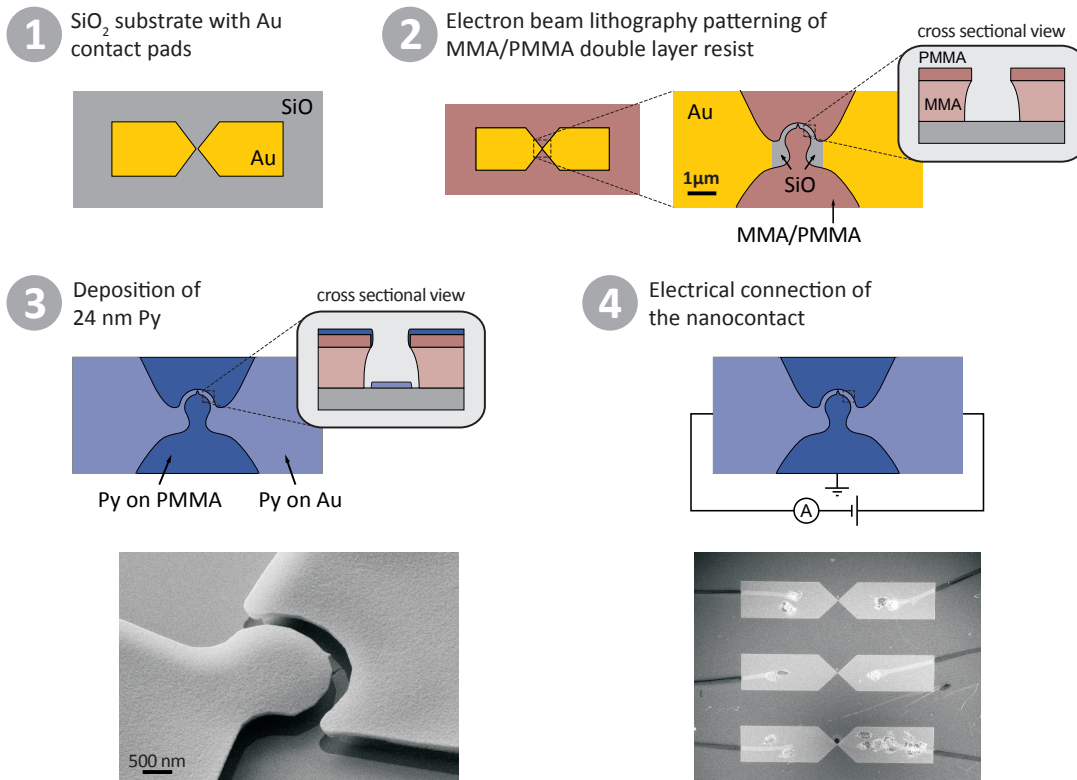 1
SiO₂ substrate with Au
contact pads
SiO
Au
2
Electron beam lithography patterning of
MMA/PMMA double layer resist
cross sectional view
PMMA
MMA
Au
SiO
1μm
MMA/PMMA
3
Deposition of
24 nm Py
cross sectional view
Py on PMMA
Py on Au
500 nm
4
Electrical connection of
the nanocontact
A